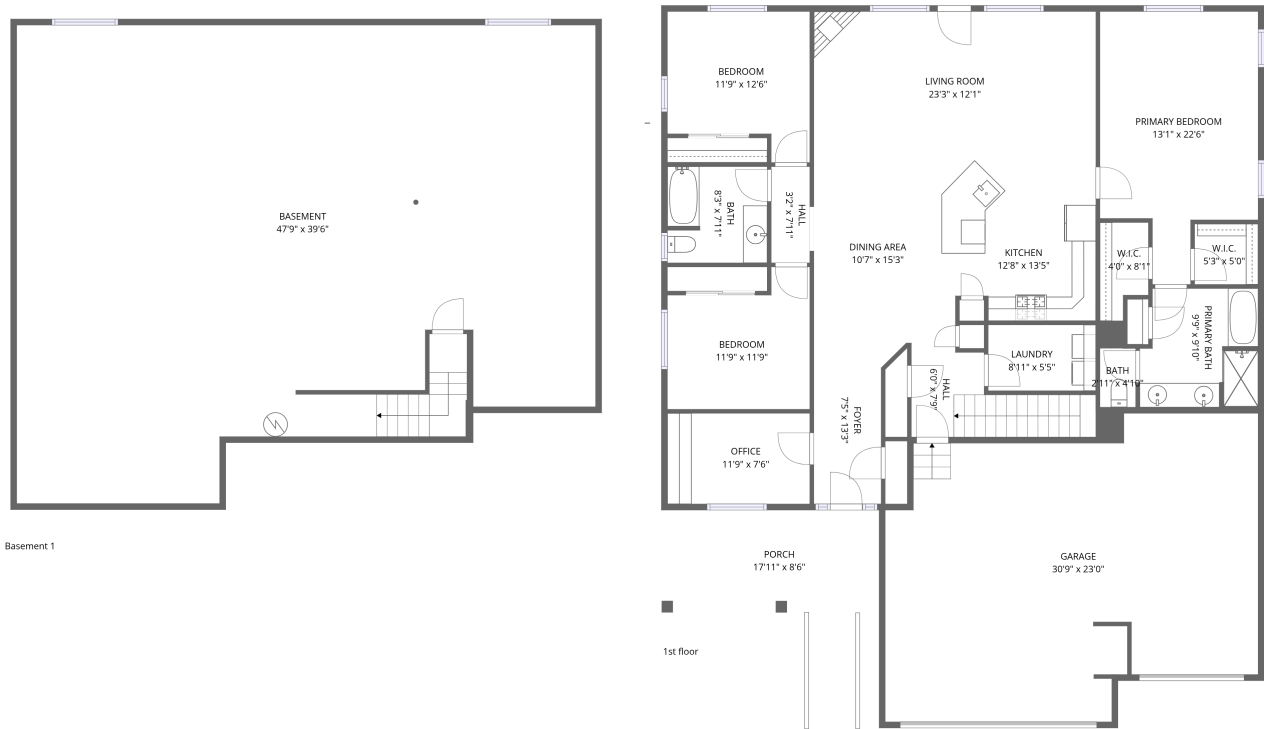 BASEMENT
47'9" x 39'6"
Basement 1
BEDROOM
11'9" x 12'6"
LIVING ROOM
23'3" x 12'1"
PRIMARY BEDROOM
13'1" x 22'6"
BATH
8'3" x 7'11"
HALL
3'2" x 7'11"
DINING AREA
10'7" x 15'3"
KITCHEN
12'8" x 13'5"
W.I.C.
4'0" x 8'1"
W.I.C.
5'3" x 5'0"
BEDROOM
11'9" x 11'9"
LAUNDRY
8'11" x 5'5"
PRIMARY BATH
9'9" x 9'10"
BATH
2'11" x 4'10"
HALL
6'0" x 7'9"
FOYER
7'5" x 13'3"
OFFICE
11'9" x 7'6"
PORCH
17'11" x 8'6"
GARAGE
30'9" x 23'0"
1st floor